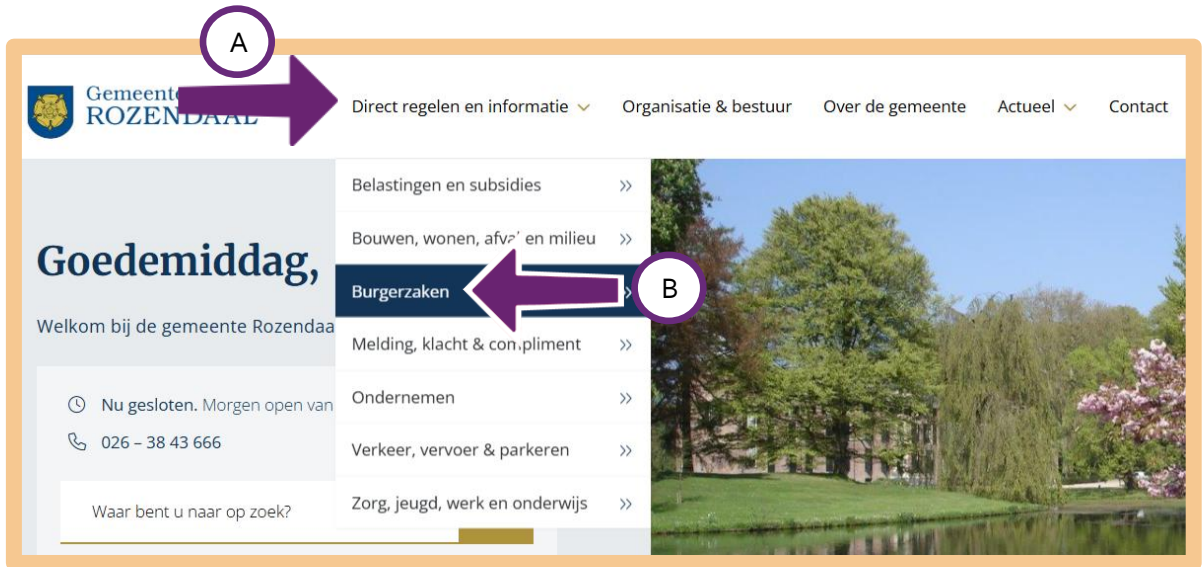 A
Gemeente
ROZENDAAL
Direct regelen en informatie
Organisatie & bestuur
Over de gemeente
Actueel
Contact
Belastingen en subsidies
Bouwen, wonen, afval en milieu
Burgerzaken
B
Melding, klacht & compliment
Ondernemen
Verkeer, vervoer & parkeren
Zorg, jeugd, werk en onderwijs
Goedemiddag,
Welkom bij de gemeente Rozendaa
Nu gesloten. Morgen open van
026 – 38 43 666
Waar bent u naar op zoek?